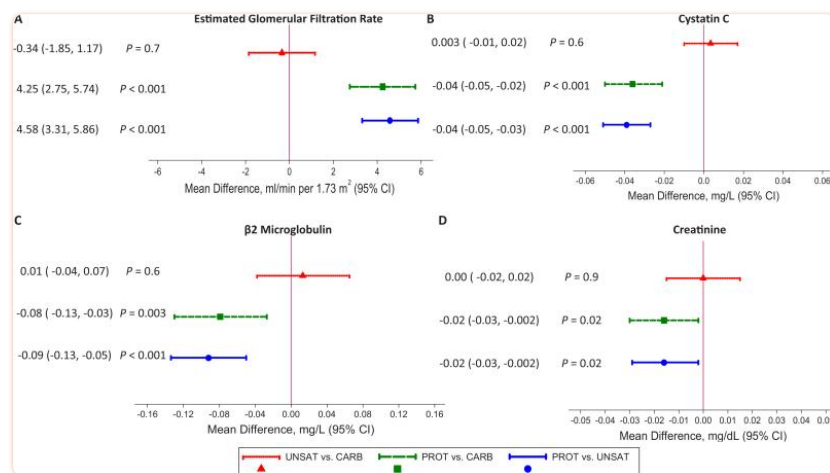 A Estimated Glomerular Filtration Rate
-0.34 (-1.85, 1.17) P = 0.7
4.25 (2.75, 5.74) P < 0.001
4.58 (3.31, 5.86) P < 0.001
-6 -4 -2 0 2 4 6
Mean Difference, ml/min per 1.73 m² (95% CI)
B Cystatin C
0.003 ( -0.01, 0.02) P = 0.6
-0.04 (-0.05, -0.02) P < 0.001
-0.04 (-0.05, -0.03) P < 0.001
-0.06 -0.04 -0.02 0.0 0.02 0.04 0.06
Mean Difference, mg/L (95% CI)
C β2 Microglobulin
0.01 ( -0.04, 0.07) P = 0.6
-0.08 ( -0.13, -0.03) P = 0.003
-0.09 (-0.13, -0.05) P < 0.001
-0.16 -0.12 -0.08 -0.04 0.00 0.04 0.08 0.12 0.16
Mean Difference, mg/L (95% CI)
D Creatinine
0.00 ( -0.02, 0.02) P = 0.9
-0.02 (-0.03, -0.002) P = 0.02
-0.02 (-0.03, -0.002) P = 0.02
-0.05 -0.04 -0.03 -0.02 -0.01 0.00 0.01 0.02 0.03 0.04
Mean Difference, mg/dL (95% CI)
UNSAT vs. CARB PROT vs. CARB PROT vs. UNSAT